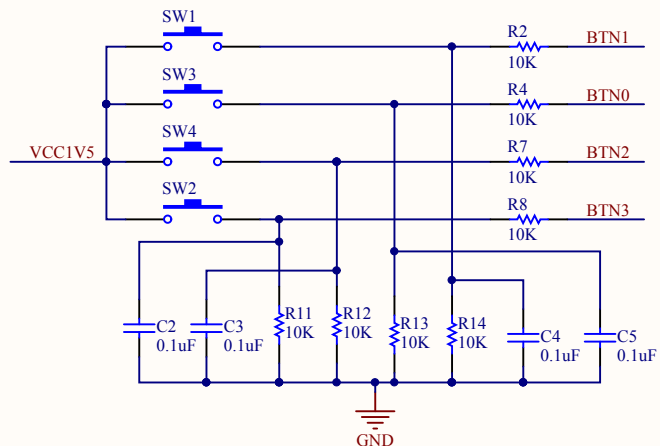 SW1
R2
10K
BTN1
SW3
R4
10K
BTN0
SW4
VCC1V5
R7
10K
BTN2
SW2
R8
10K
BTN3
C2
0.1uF
C3
0.1uF
R11
10K
R12
10K
R13
10K
R14
10K
C4
0.1uF
C5
0.1uF
GND